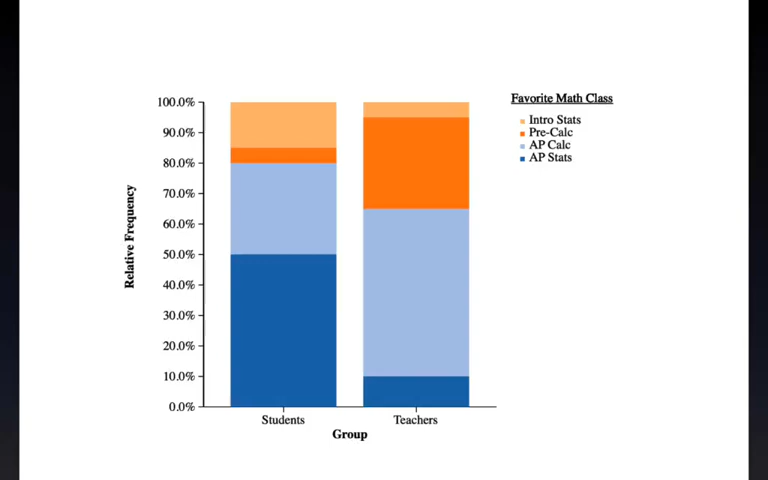 Favorite Math Class
Intro Stats
Pre-Calc
AP Calc
AP Stats
Relative Frequency
100.0%
90.0%
80.0%
70.0%
60.0%
50.0%
40.0%
30.0%
20.0%
10.0%
0.0%
Students Teachers
Group